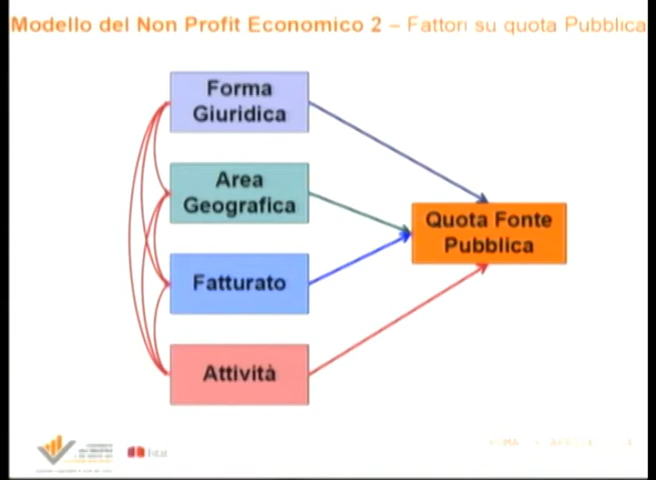 Modello del Non Profit Economico 2 – Fattori su quota Pubblica
Forma
Giuridica
Area
Geografica
Quota Fonte
Pubblica
Fatturato
Attività